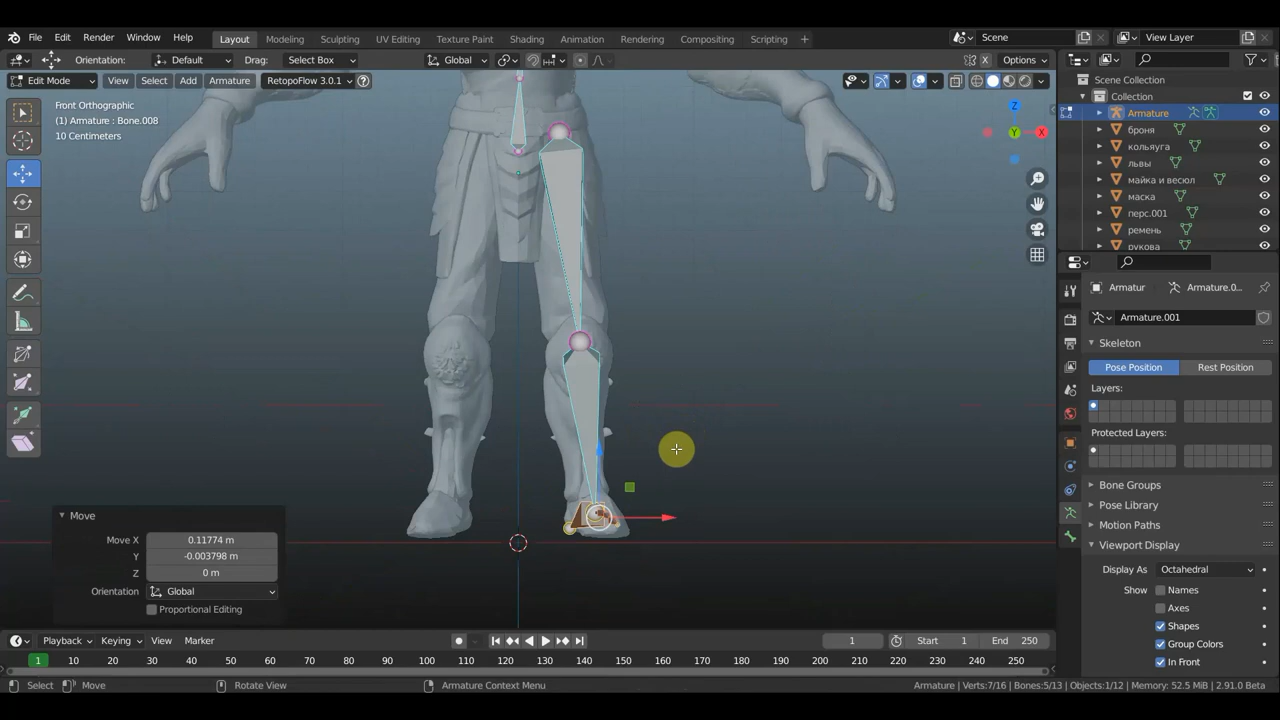 File Edit Render Window Help Layout Modeling Sculpting UV Editing Texture Paint Shading Animation Rendering Compositing Scripting + Scene View Layer
Orientation: Default Drag: Select Box Global Options
Edit Mode View Select Add Armature RetopoFlow 3.0.1 ?
Front Orthographic
(1) Armature : Bone.008
10 Centimeters
Z
Y
X
Scene Collection
Collection
Armature
броня
кольяуга
львы
майка и весюл
маска
перс.001
ремень
рукова
Armatur Armature.0...
Armature.001
Skeleton
Pose Position Rest Position
Layers:
Protected Layers:
Bone Groups
Pose Library
Motion Paths
Viewport Display
Display As Octahedral
Show Names
Axes
Shapes
Group Colors
In Front
Move
Move X 0.11774 m
Y -0.003798 m
Z 0 m
Orientation Global
Proportional Editing
Playback Keying View Marker 1 Start 1 End 250
1 10 20 30 40 50 60 70 80 90 100 110 120 130 140 150 160 170 180 190 200 210 220 230 240 250
Select Move Rotate View Armature Context Menu Armature | Verts:7/16 | Bones:5/13 | Objects:1/12 | Memory: 52.5 MiB | 2.91.0 Beta